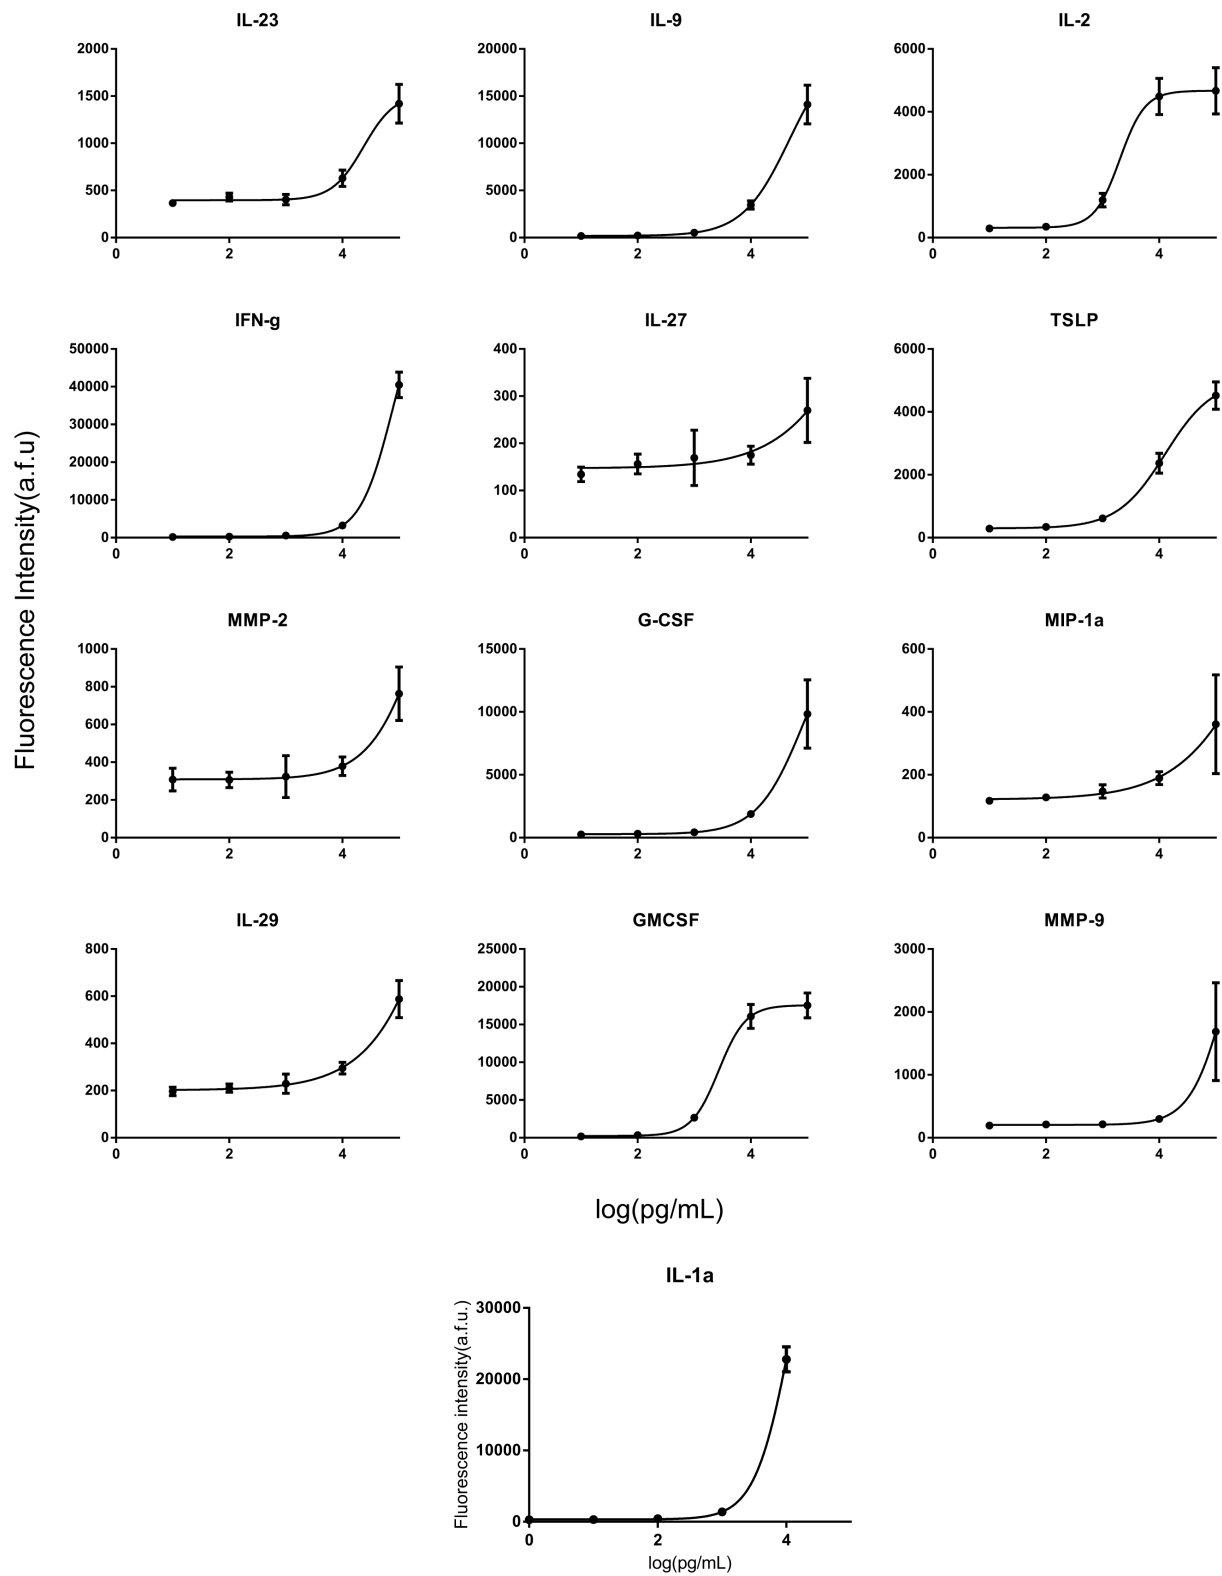 IL-23
2000
1500
1000
500
0
0 2 4
IL-9
20000
15000
10000
5000
0
0 2 4
IL-2
6000
4000
2000
0
0 2 4
Fluorescence Intensity(a.f.u)
IFN-g
50000
40000
30000
20000
10000
0
0 2 4
IL-27
400
300
200
100
0
0 2 4
TSLP
6000
4000
2000
0
0 2 4
MMP-2
1000
800
600
400
200
0
0 2 4
G-CSF
15000
10000
5000
0
0 2 4
MIP-1a
600
400
200
0
0 2 4
IL-29
800
600
400
200
0
0 2 4
GMCSF
25000
20000
15000
10000
5000
0
0 2 4
MMP-9
3000
2000
1000
0
0 2 4
log(pg/mL)
IL-1a
Fluorescence intensity(a.f.u.)
30000
20000
10000
0
0 2 4
log(pg/mL)